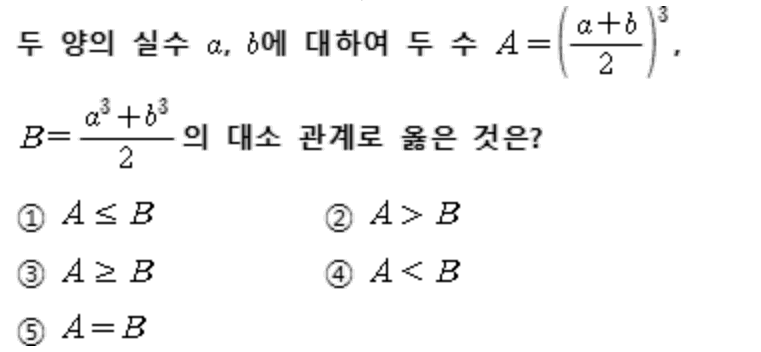 두 양의 실수 a, b에 대하여 두 수 A=((a+b)/2)³,
B=(a³+b³)/2 의 대소 관계로 옳은 것은?
① A≤B ② A>B
③ A≥B ④ A<B
⑤ A=B